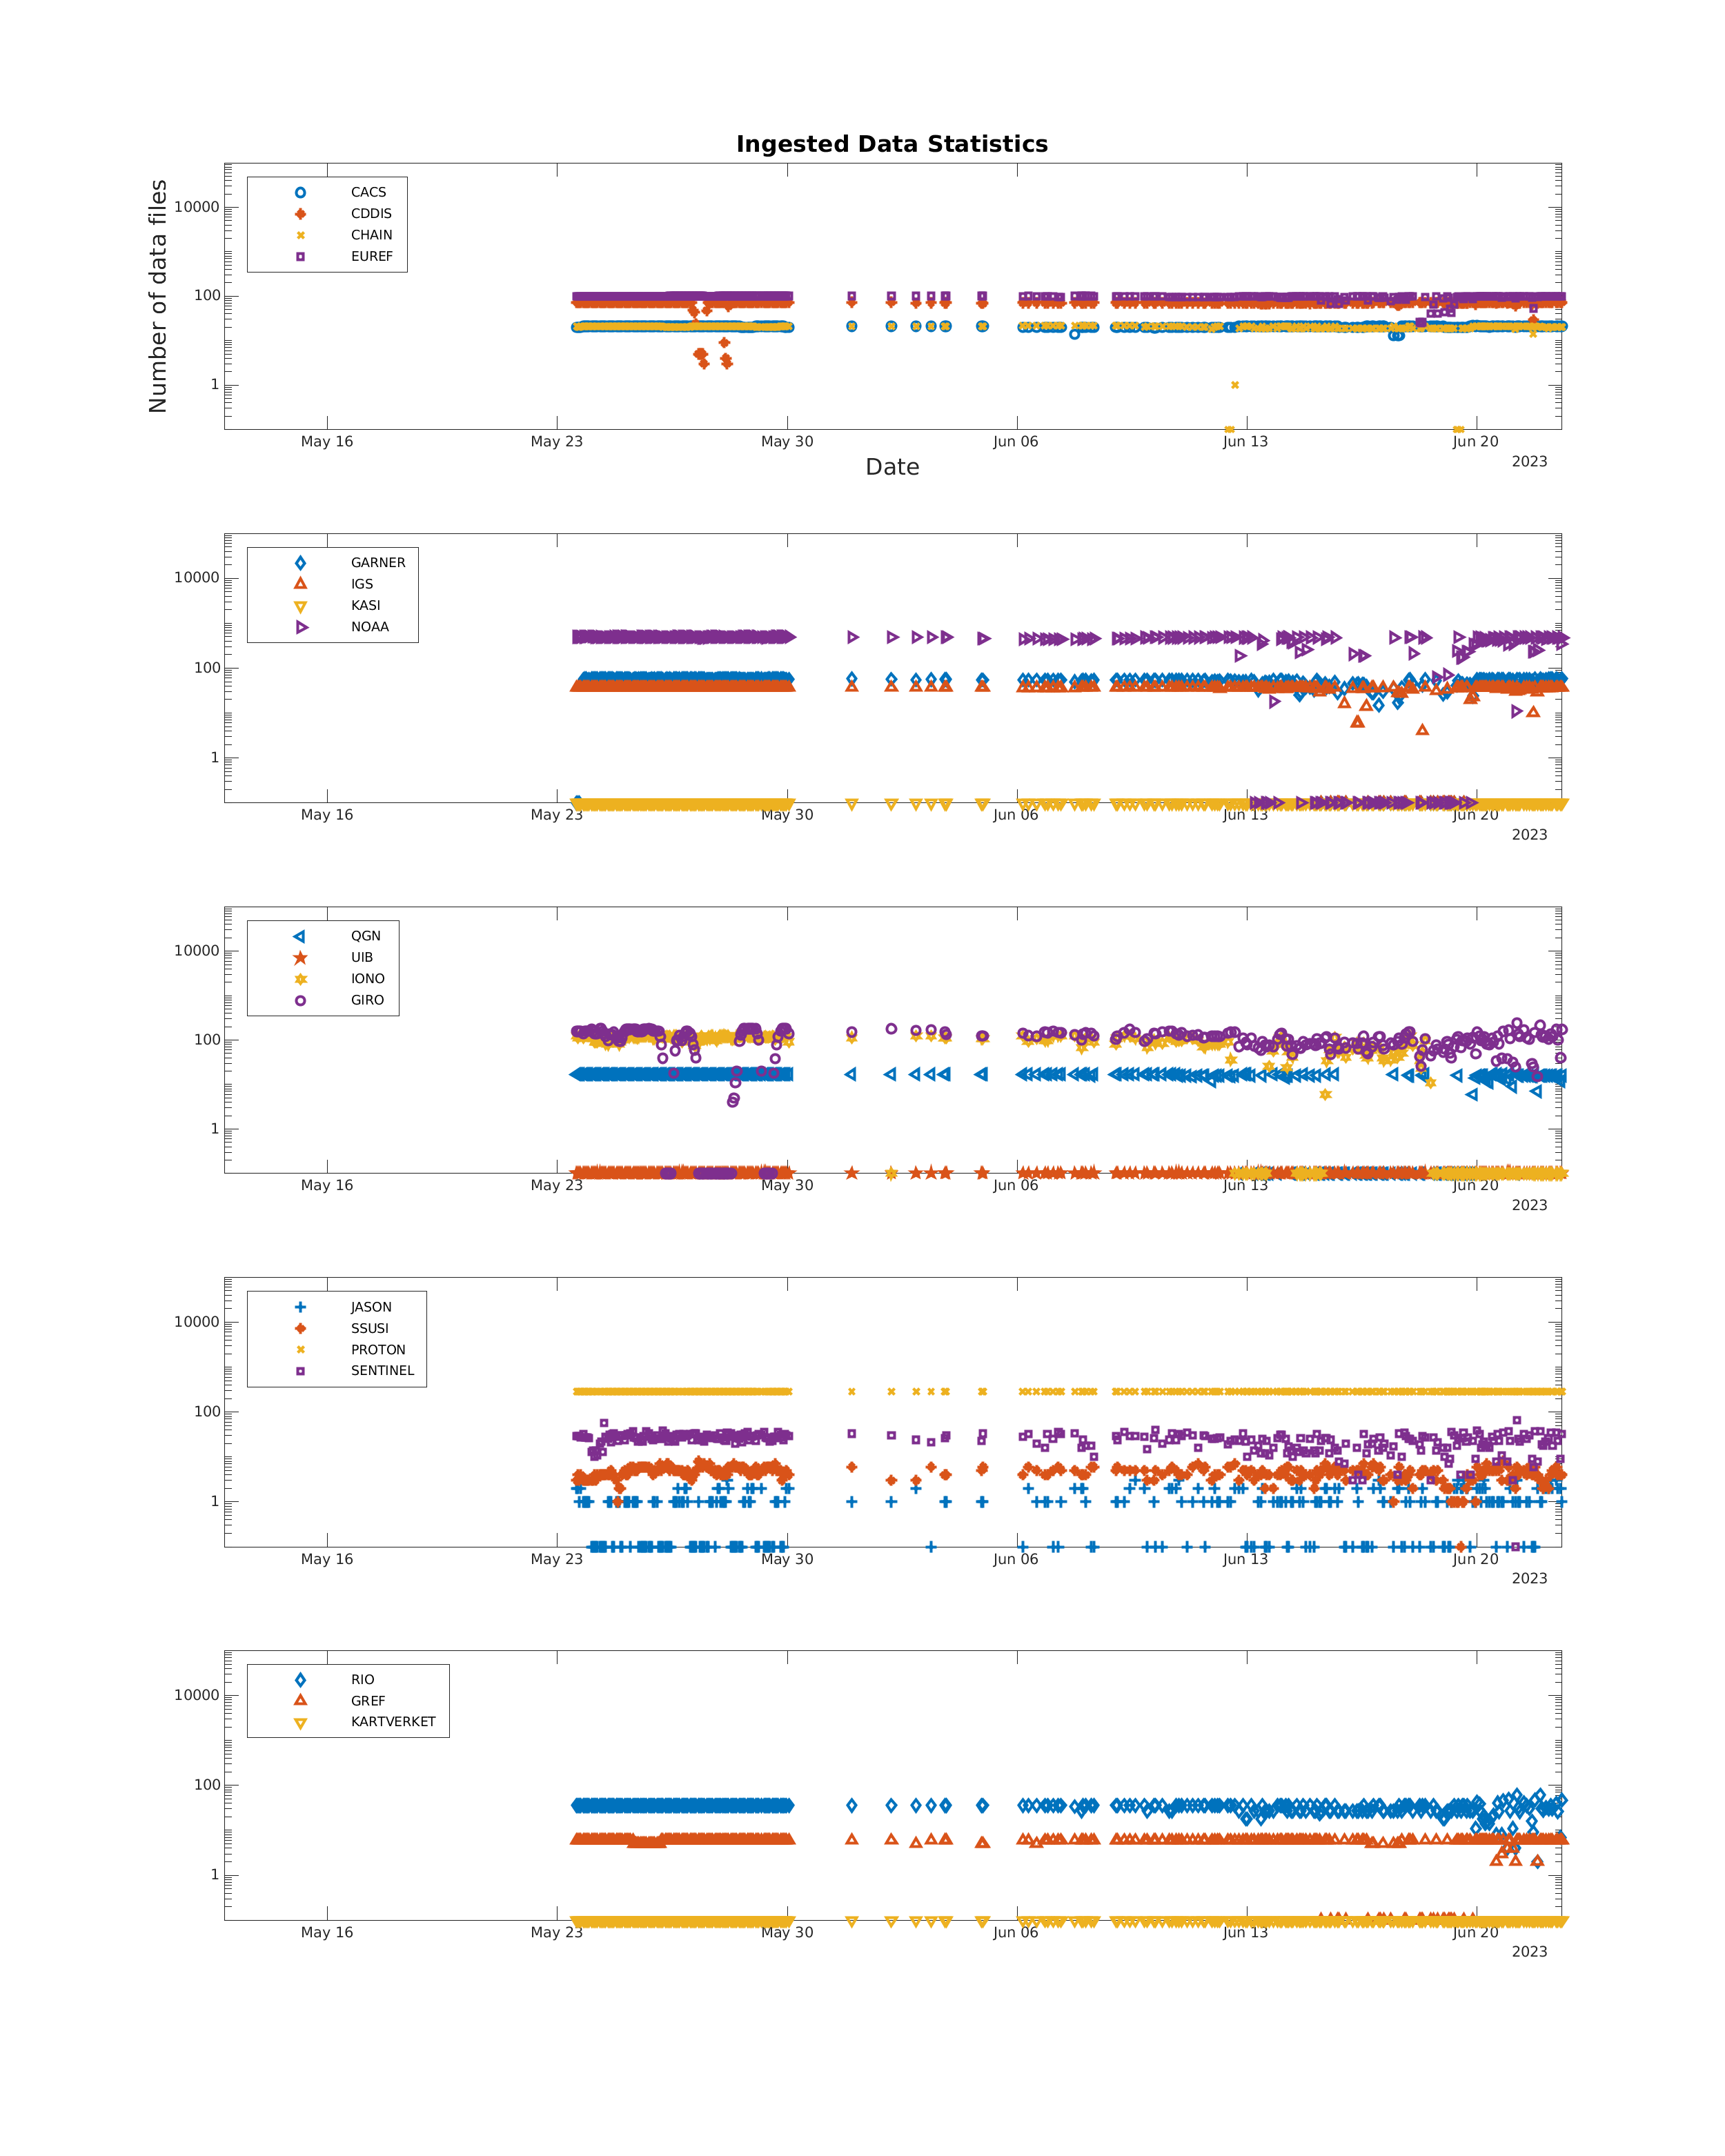 Ingested Data Statistics
Number of data files
CACS
CDDIS
CHAIN
EUREF
10000
100
1
May 16 May 23 May 30 Jun 06 Jun 13 Jun 20
2023
Date
GARNER
IGS
KASI
NOAA
10000
100
1
May 16 May 23 May 30 Jun 06 Jun 13 Jun 20
2023
QGN
UIB
IONO
GIRO
10000
100
1
May 16 May 23 May 30 Jun 06 Jun 13 Jun 20
2023
JASON
SSUSI
PROTON
SENTINEL
10000
100
1
May 16 May 23 May 30 Jun 06 Jun 13 Jun 20
2023
RIO
GREF
KARTVERKET
10000
100
1
May 16 May 23 May 30 Jun 06 Jun 13 Jun 20
2023